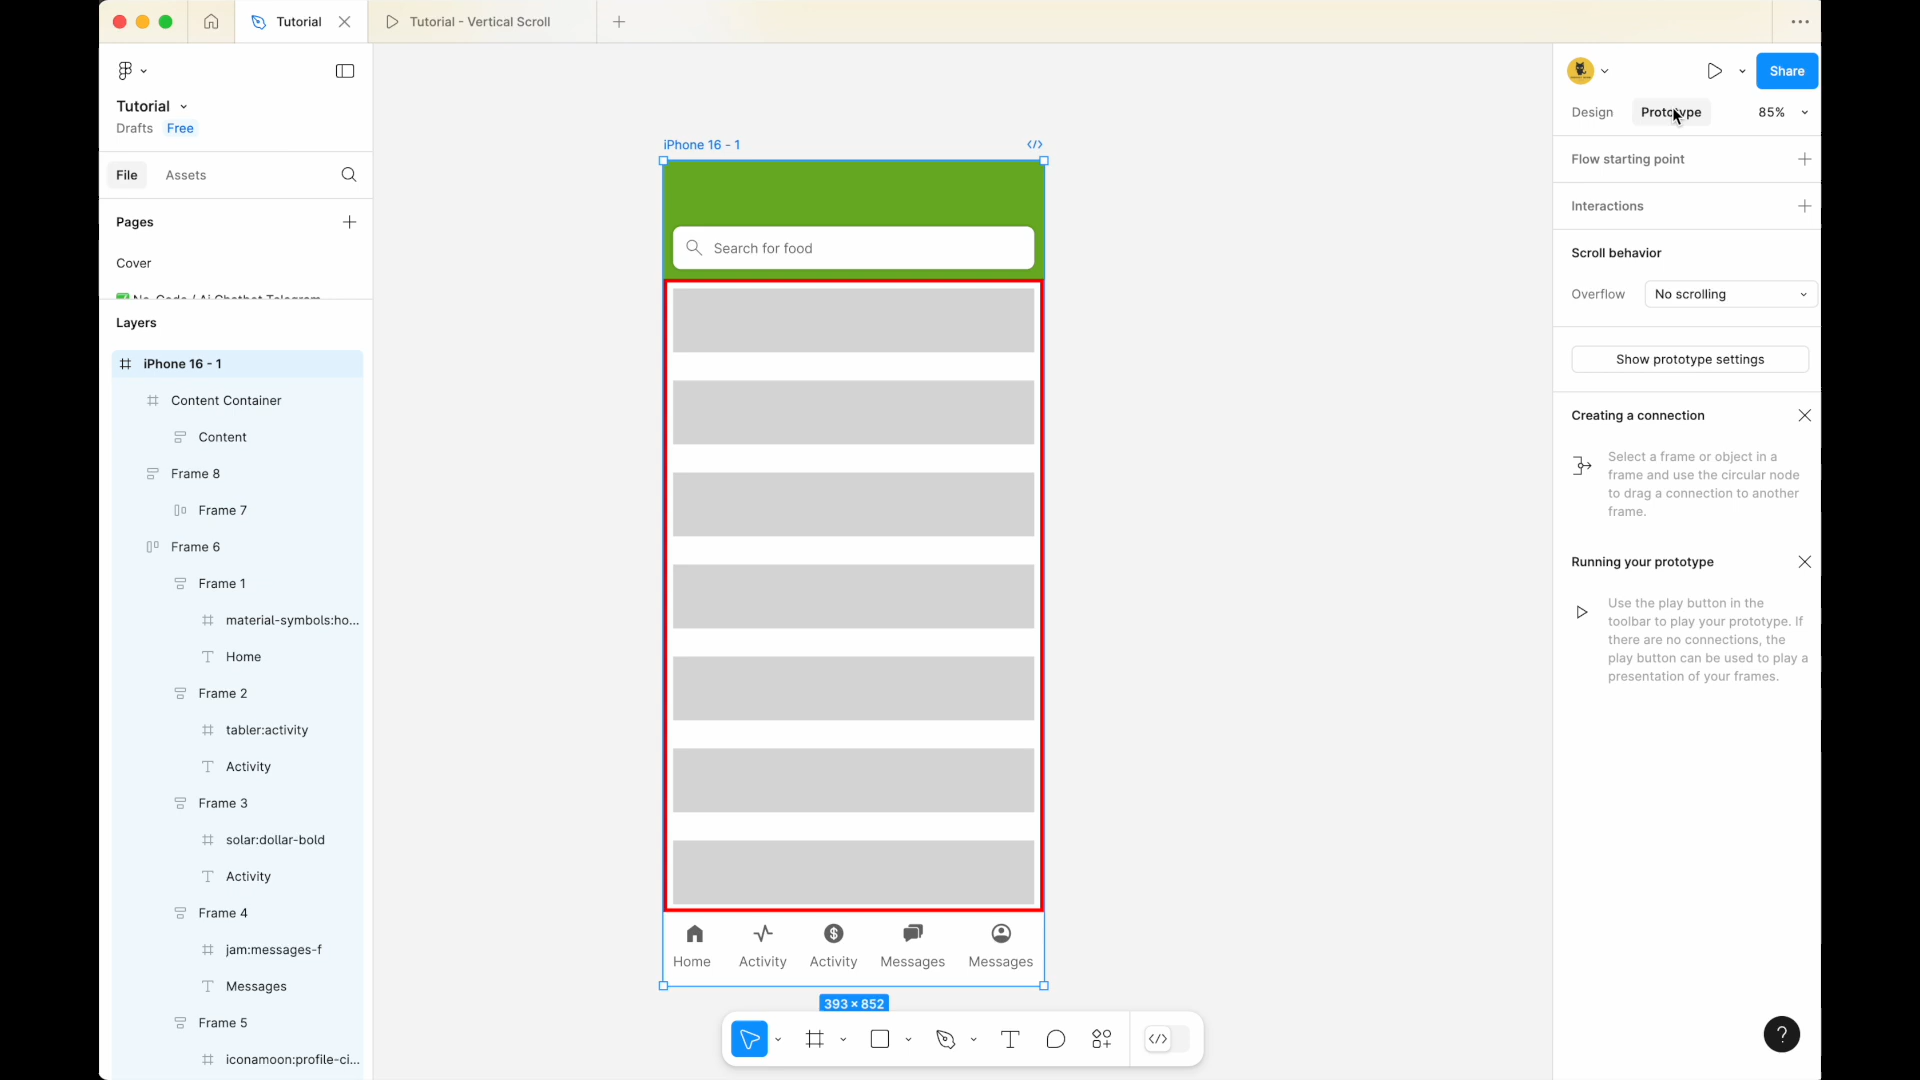 Tutorial
Tutorial - Vertical Scroll
Tutorial
Drafts Free
File Assets
Pages
Cover
No-Code / Ai Chatbot Telegram
Layers
iPhone 16 - 1
Content Container
Content
Frame 8
Frame 7
Frame 6
Frame 1
material-symbols:ho...
Home
Frame 2
tabler:activity
Activity
Frame 3
solar:dollar-bold
Activity
Frame 4
jam:messages-f
Messages
Frame 5
iconamoon:profile-ci...
iPhone 16 - 1
Search for food
Home Activity Activity Messages Messages
393 × 852
Share
Design Prototype 85%
Flow starting point
Interactions
Scroll behavior
Overflow No scrolling
Show prototype settings
Creating a connection
Select a frame or object in a
frame and use the circular node
to drag a connection to another
frame.
Running your prototype
Use the play button in the
toolbar to play your prototype. If
there are no connections, the
play button can be used to play a
presentation of your frames.
?